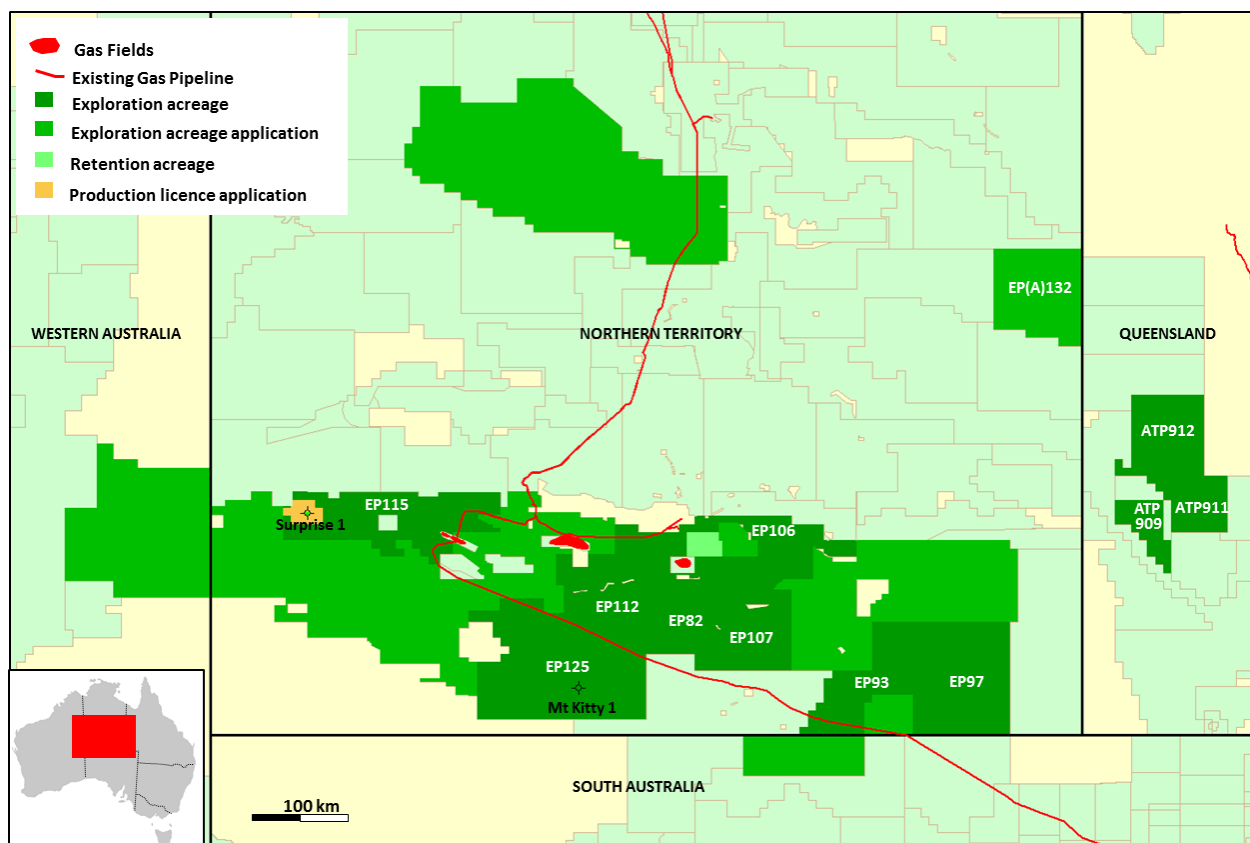 Gas Fields
Existing Gas Pipeline
Exploration acreage
Exploration acreage application
Retention acreage
Production licence application
EP(A)132
WESTERN AUSTRALIA
NORTHERN TERRITORY
QUEENSLAND
ATP912
EP115
Surprise 1
ATP
909
ATP911
EP106
EP112
EP82
EP107
EP125
EP93
EP97
Mt Kitty 1
SOUTH AUSTRALIA
100 km